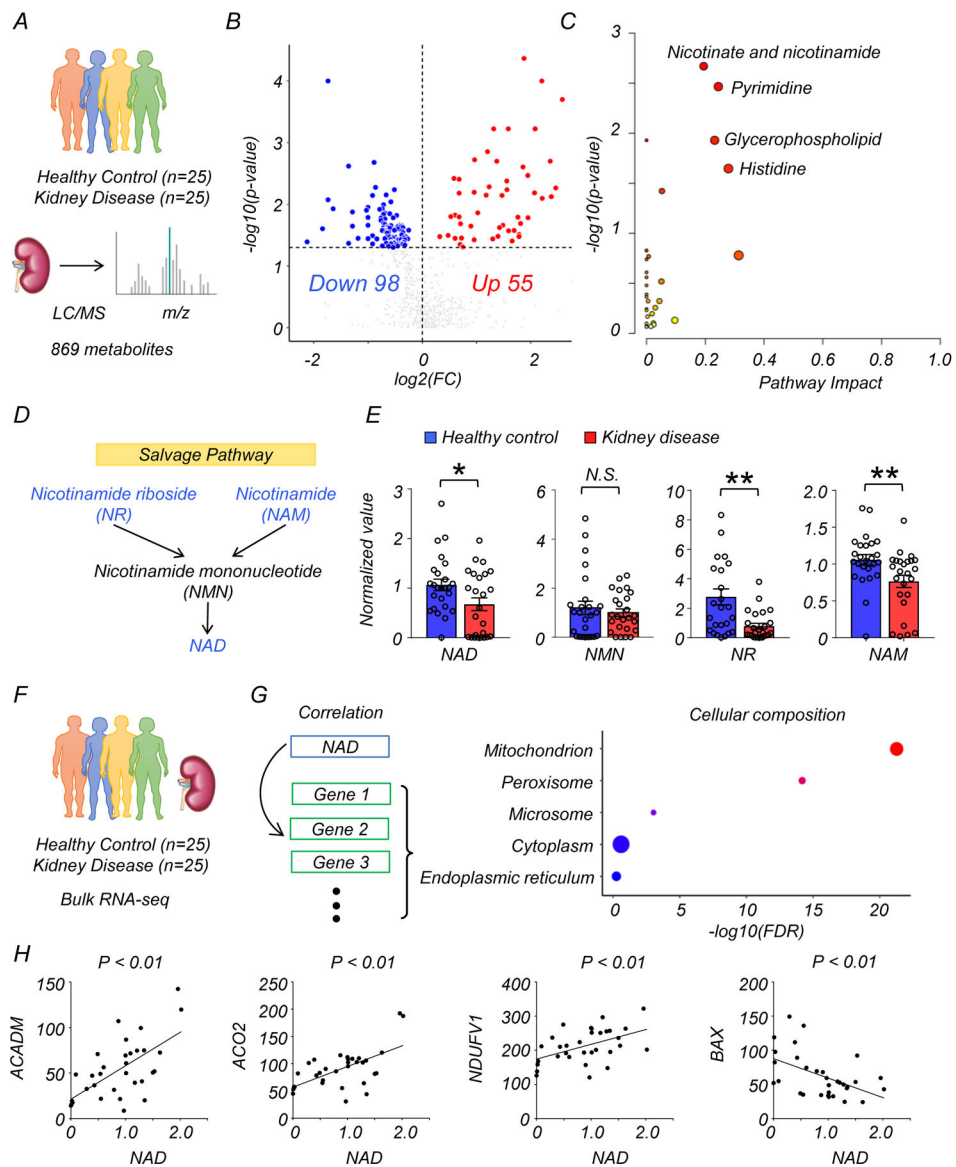 A
Healthy Control (n=25)
Kidney Disease (n=25)
LC/MS
m/z
869 metabolites
B
-log10(p-value)
4
3
2
1
0
Down 98
Up 55
-2
-1
0
1
2
log2(FC)
C
-log10(p-value)
3
2
1
0
Nicotinate and nicotinamide
Pyrimidine
Glycerophospholipid
Histidine
0
0.2
0.4
0.6
0.8
1.0
Pathway Impact
D
Salvage Pathway
Nicotinamide riboside
(NR)
Nicotinamide
(NAM)
Nicotinamide mononucleotide
(NMN)
NAD
E
Healthy control
Kidney disease
Normalized value
3
2
1
0
*
NAD
6
4
2
0
N.S.
NMN
10
8
6
4
2
0
**
NR
2.0
1.5
1.0
0.5
0
**
NAM
F
Healthy Control (n=25)
Kidney Disease (n=25)
Bulk RNA-seq
G
Correlation
NAD
Gene 1
Gene 2
Gene 3
Cellular composition
Mitochondrion
Peroxisome
Microsome
Cytoplasm
Endoplasmic reticulum
0
5
10
15
20
-log10(FDR)
H
P < 0.01
ACADM
150
100
50
0
0
1.0
2.0
NAD
P < 0.01
ACO2
250
200
150
100
50
0
0
1.0
2.0
NAD
P < 0.01
NDUFV1
400
300
200
100
0
0
1.0
2.0
NAD
P < 0.01
BAX
200
150
100
50
0
0
1.0
2.0
NAD